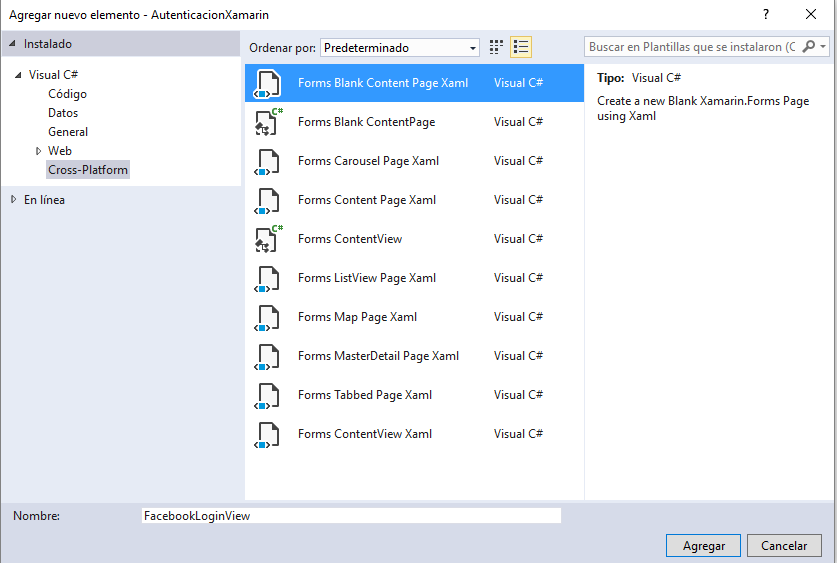 Agregar nuevo elemento - AutenticacionXamarin
?
Instalado
Visual C#
Código
Datos
General
Web
Cross-Platform
En línea
Ordenar por: Predeterminado
Buscar en Plantillas que se instalaron (C
Forms Blank Content Page Xaml Visual C#
C# Forms Blank ContentPage Visual C#
Forms Carousel Page Xaml Visual C#
Forms Content Page Xaml Visual C#
C# Forms ContentView Visual C#
Forms ListView Page Xaml Visual C#
Forms Map Page Xaml Visual C#
Forms MasterDetail Page Xaml Visual C#
Forms Tabbed Page Xaml Visual C#
Forms ContentView Xaml Visual C#
Tipo: Visual C#
Create a new Blank Xamarin.Forms Page
using Xaml
Nombre: FacebookLoginView
Agregar Cancelar